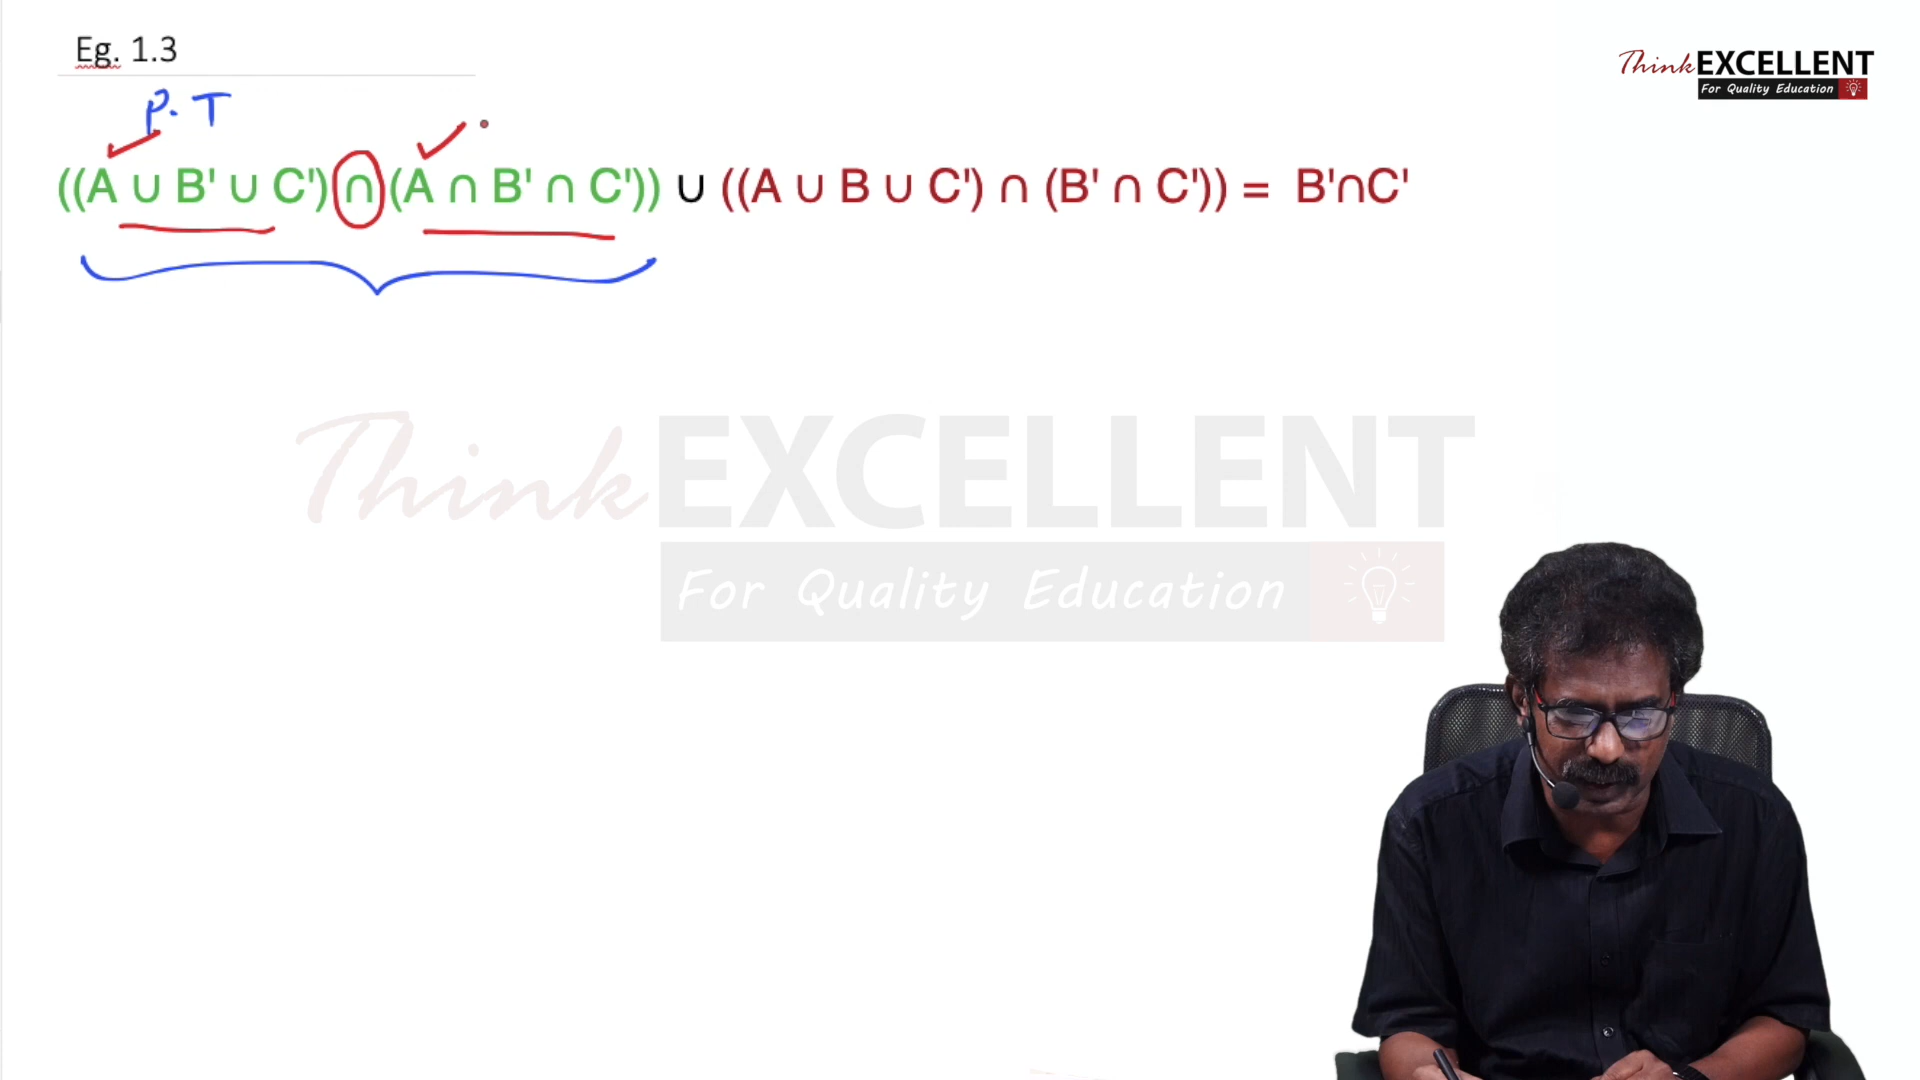 Eg. 1.3
Think EXCELLENT
For Quality Education
P.T
((A ∪ B' ∪ C') ∩ (A ∩ B' ∩ C')) ∪ ((A ∪ B ∪ C') ∩ (B' ∩ C')) = B'∩C'
Think EXCELLENT
For Quality Education